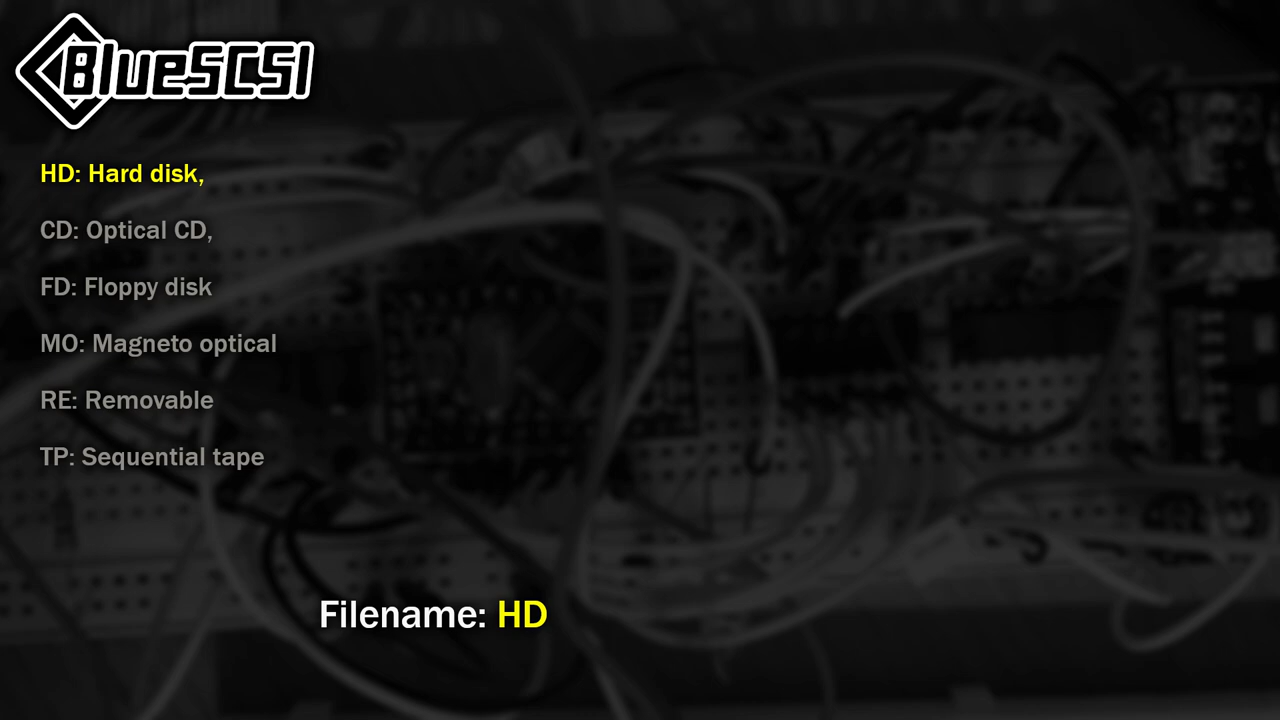 BlueSCSI
HD: Hard disk,
CD: Optical CD,
FD: Floppy disk
MO: Magneto optical
RE: Removable
TP: Sequential tape
Filename: HD